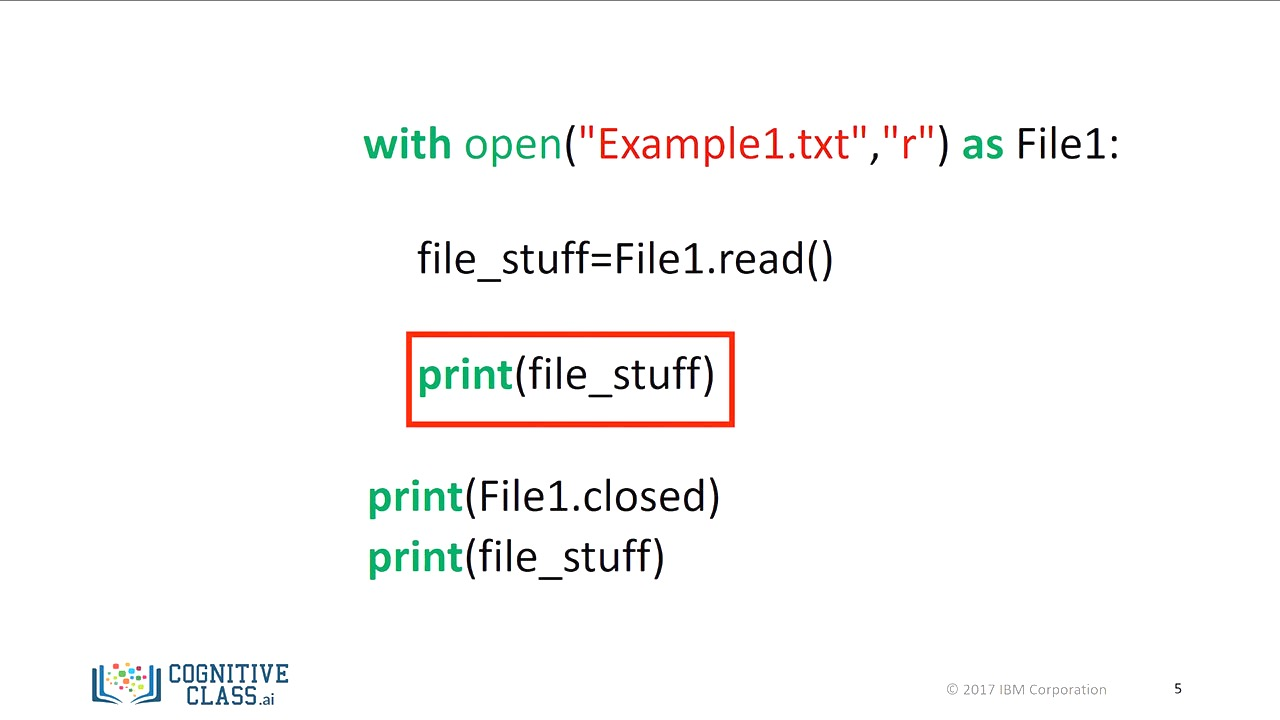 with open("Example1.txt","r") as File1:
file_stuff=File1.read()
print(file_stuff)
print(File1.closed)
print(file_stuff)
COGNITIVE
CLASS.ai
© 2017 IBM Corporation 5